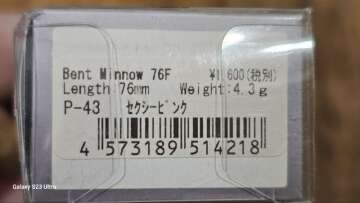 Bent Minnow 76F ¥1,600(税別)
Length:76mm Weight:4.3g
P-43 セクシーピンク
4 573189 514218
Galaxy S23 Ultra